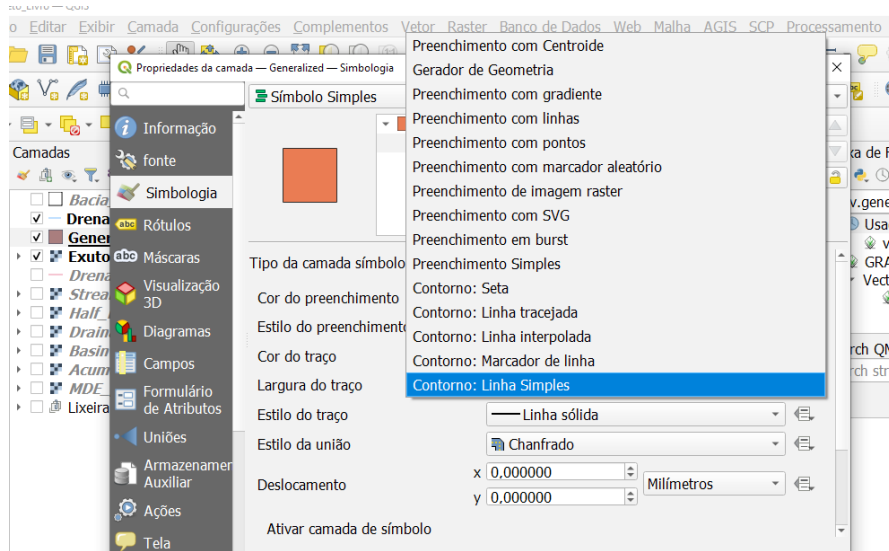 Editar Exibir Camada Configurações Complementos Vetor Raster Banco de Dados Web Malha AGIS SCP Processamento
Propriedades da camada — Generalized — Simbologia
Símbolo Simples
Informação
fonte
Simbologia
Rótulos
Máscaras
Visualização
3D
Diagramas
Campos
Formulário
de Atributos
Uniões
Armazenamer
Auxiliar
Ações
Tela
Camadas
Bacia
Drena
Gener
Exuto
Drena
Strea
Half_
Drain
Basin
Acum
MDE_
Lixeira
Preenchimento com Centroide
Gerador de Geometria
Preenchimento com gradiente
Preenchimento com linhas
Preenchimento com pontos
Preenchimento com marcador aleatório
Preenchimento de imagem raster
Preenchimento com SVG
Preenchimento em burst
Preenchimento Simples
Contorno: Seta
Contorno: Linha tracejada
Contorno: Linha interpolada
Contorno: Marcador de linha
Contorno: Linha Simples
Tipo da camada símbolo
Cor do preenchimento
Estilo do preenchimento
Cor do traço
Largura do traço
Estilo do traço Linha sólida
Estilo da união Chanfrado
Deslocamento
x 0,000000
y 0,000000
Milímetros
Ativar camada de símbolo
xa de F
v.gene
Usa
v
GRA
Vect
rch QM
rch str